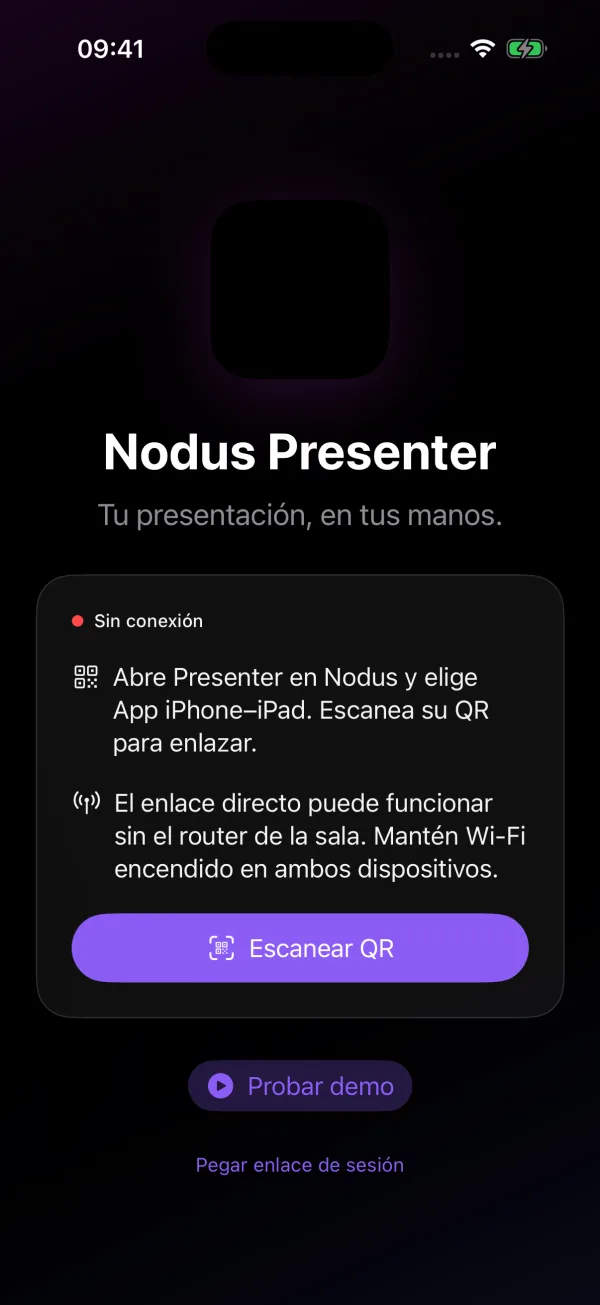 09:41
Nodus Presenter
Tu presentación, en tus manos.
Sin conexión
Abre Presenter en Nodus y elige
App iPhone–iPad. Escanea su QR
para enlazar.
El enlace directo puede funcionar
sin el router de la sala. Mantén Wi-Fi
encendido en ambos dispositivos.
Escanear QR
Probar demo
Pegar enlace de sesión